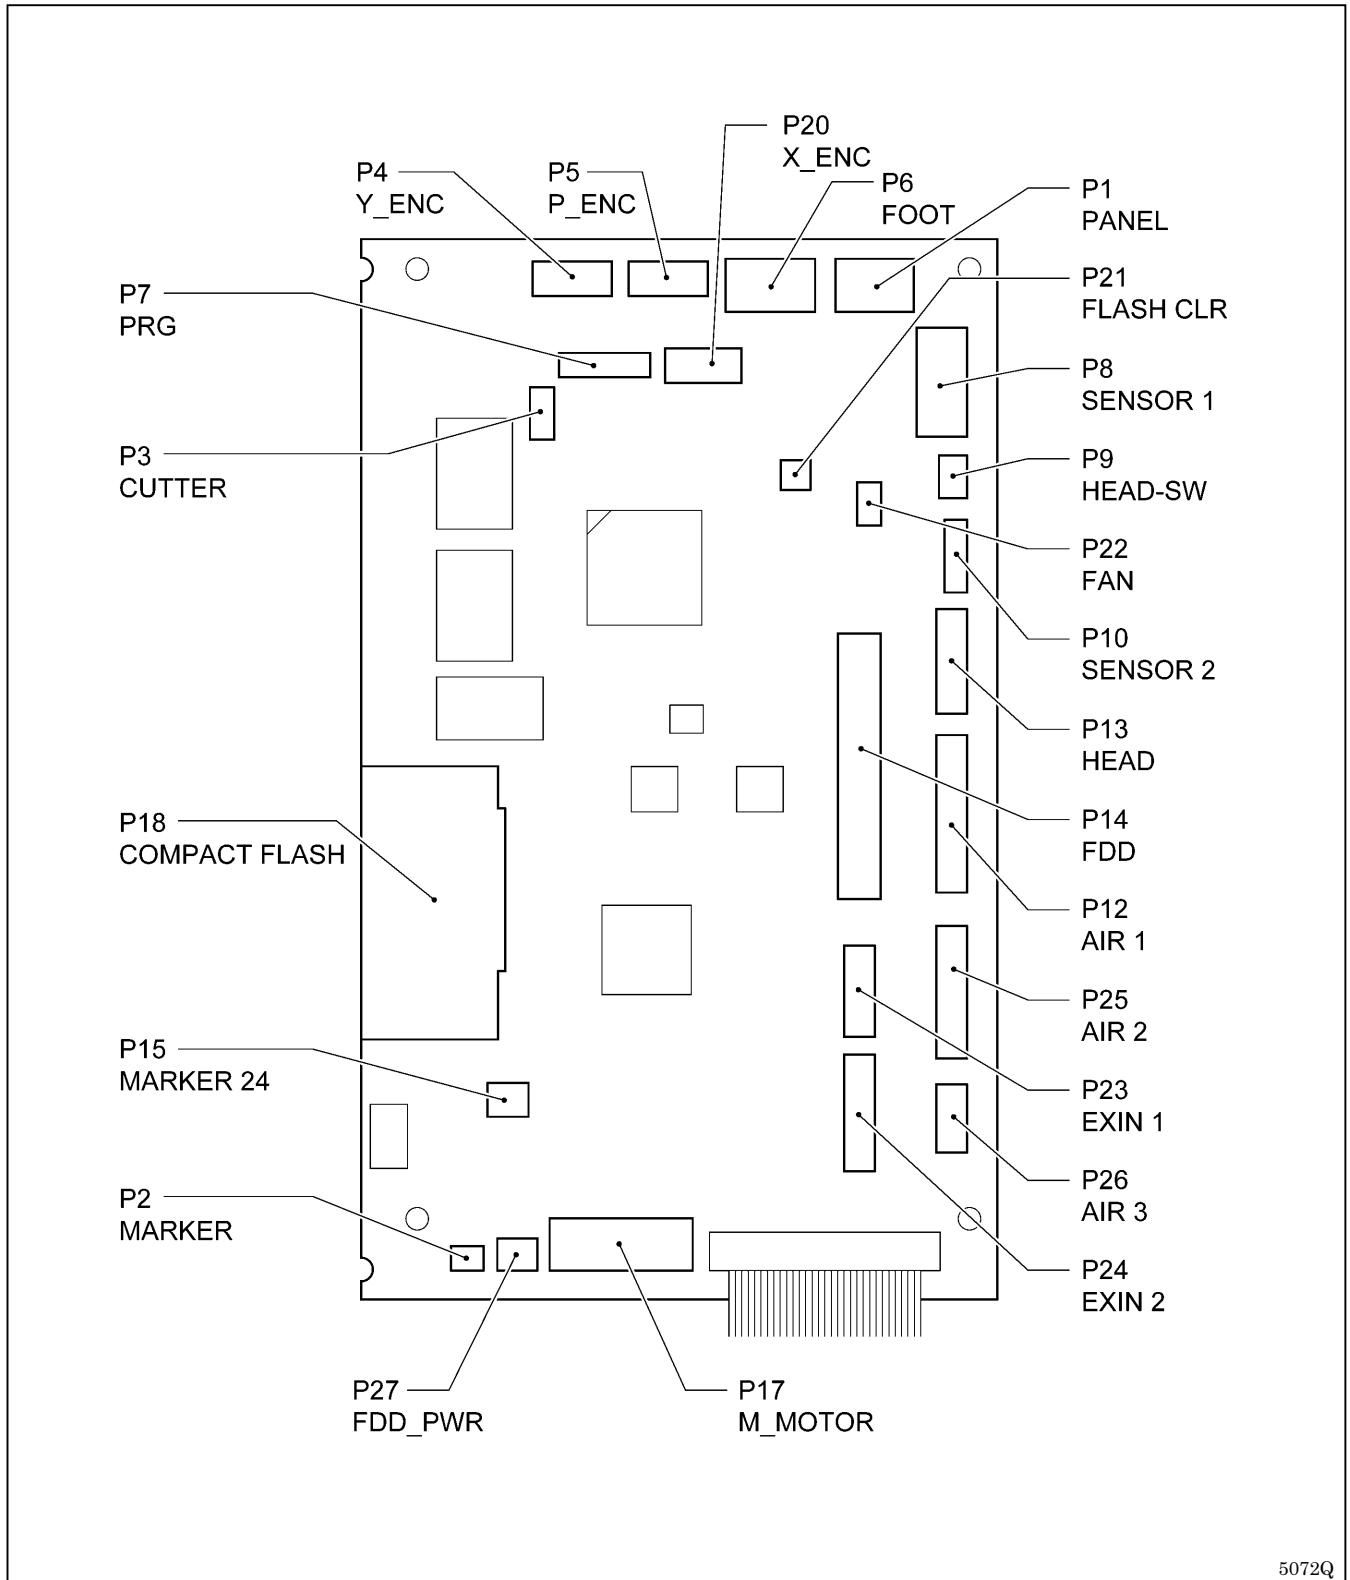 P20
X_ENC
P4
Y_ENC
P5
P_ENC
P6
FOOT
P1
PANEL
P21
FLASH CLR
P7
PRG
P8
SENSOR 1
P3
CUTTER
P9
HEAD-SW
P22
FAN
P10
SENSOR 2
P13
HEAD
P18
COMPACT FLASH
P14
FDD
P12
AIR 1
P25
AIR 2
P15
MARKER 24
P23
EXIN 1
P26
AIR 3
P2
MARKER
P24
EXIN 2
P27
FDD_PWR
P17
M_MOTOR
5072Q